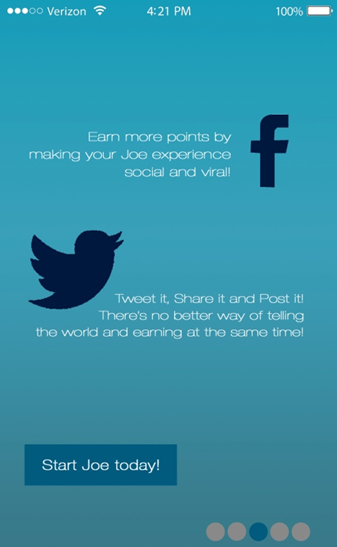 Verizon 4:21 PM 100%
Earn more points by
making your Joe experience
social and viral!
Tweet it, Share it and Post it!
There's no better way of telling
the world and earning at the same time!
Start Joe today!